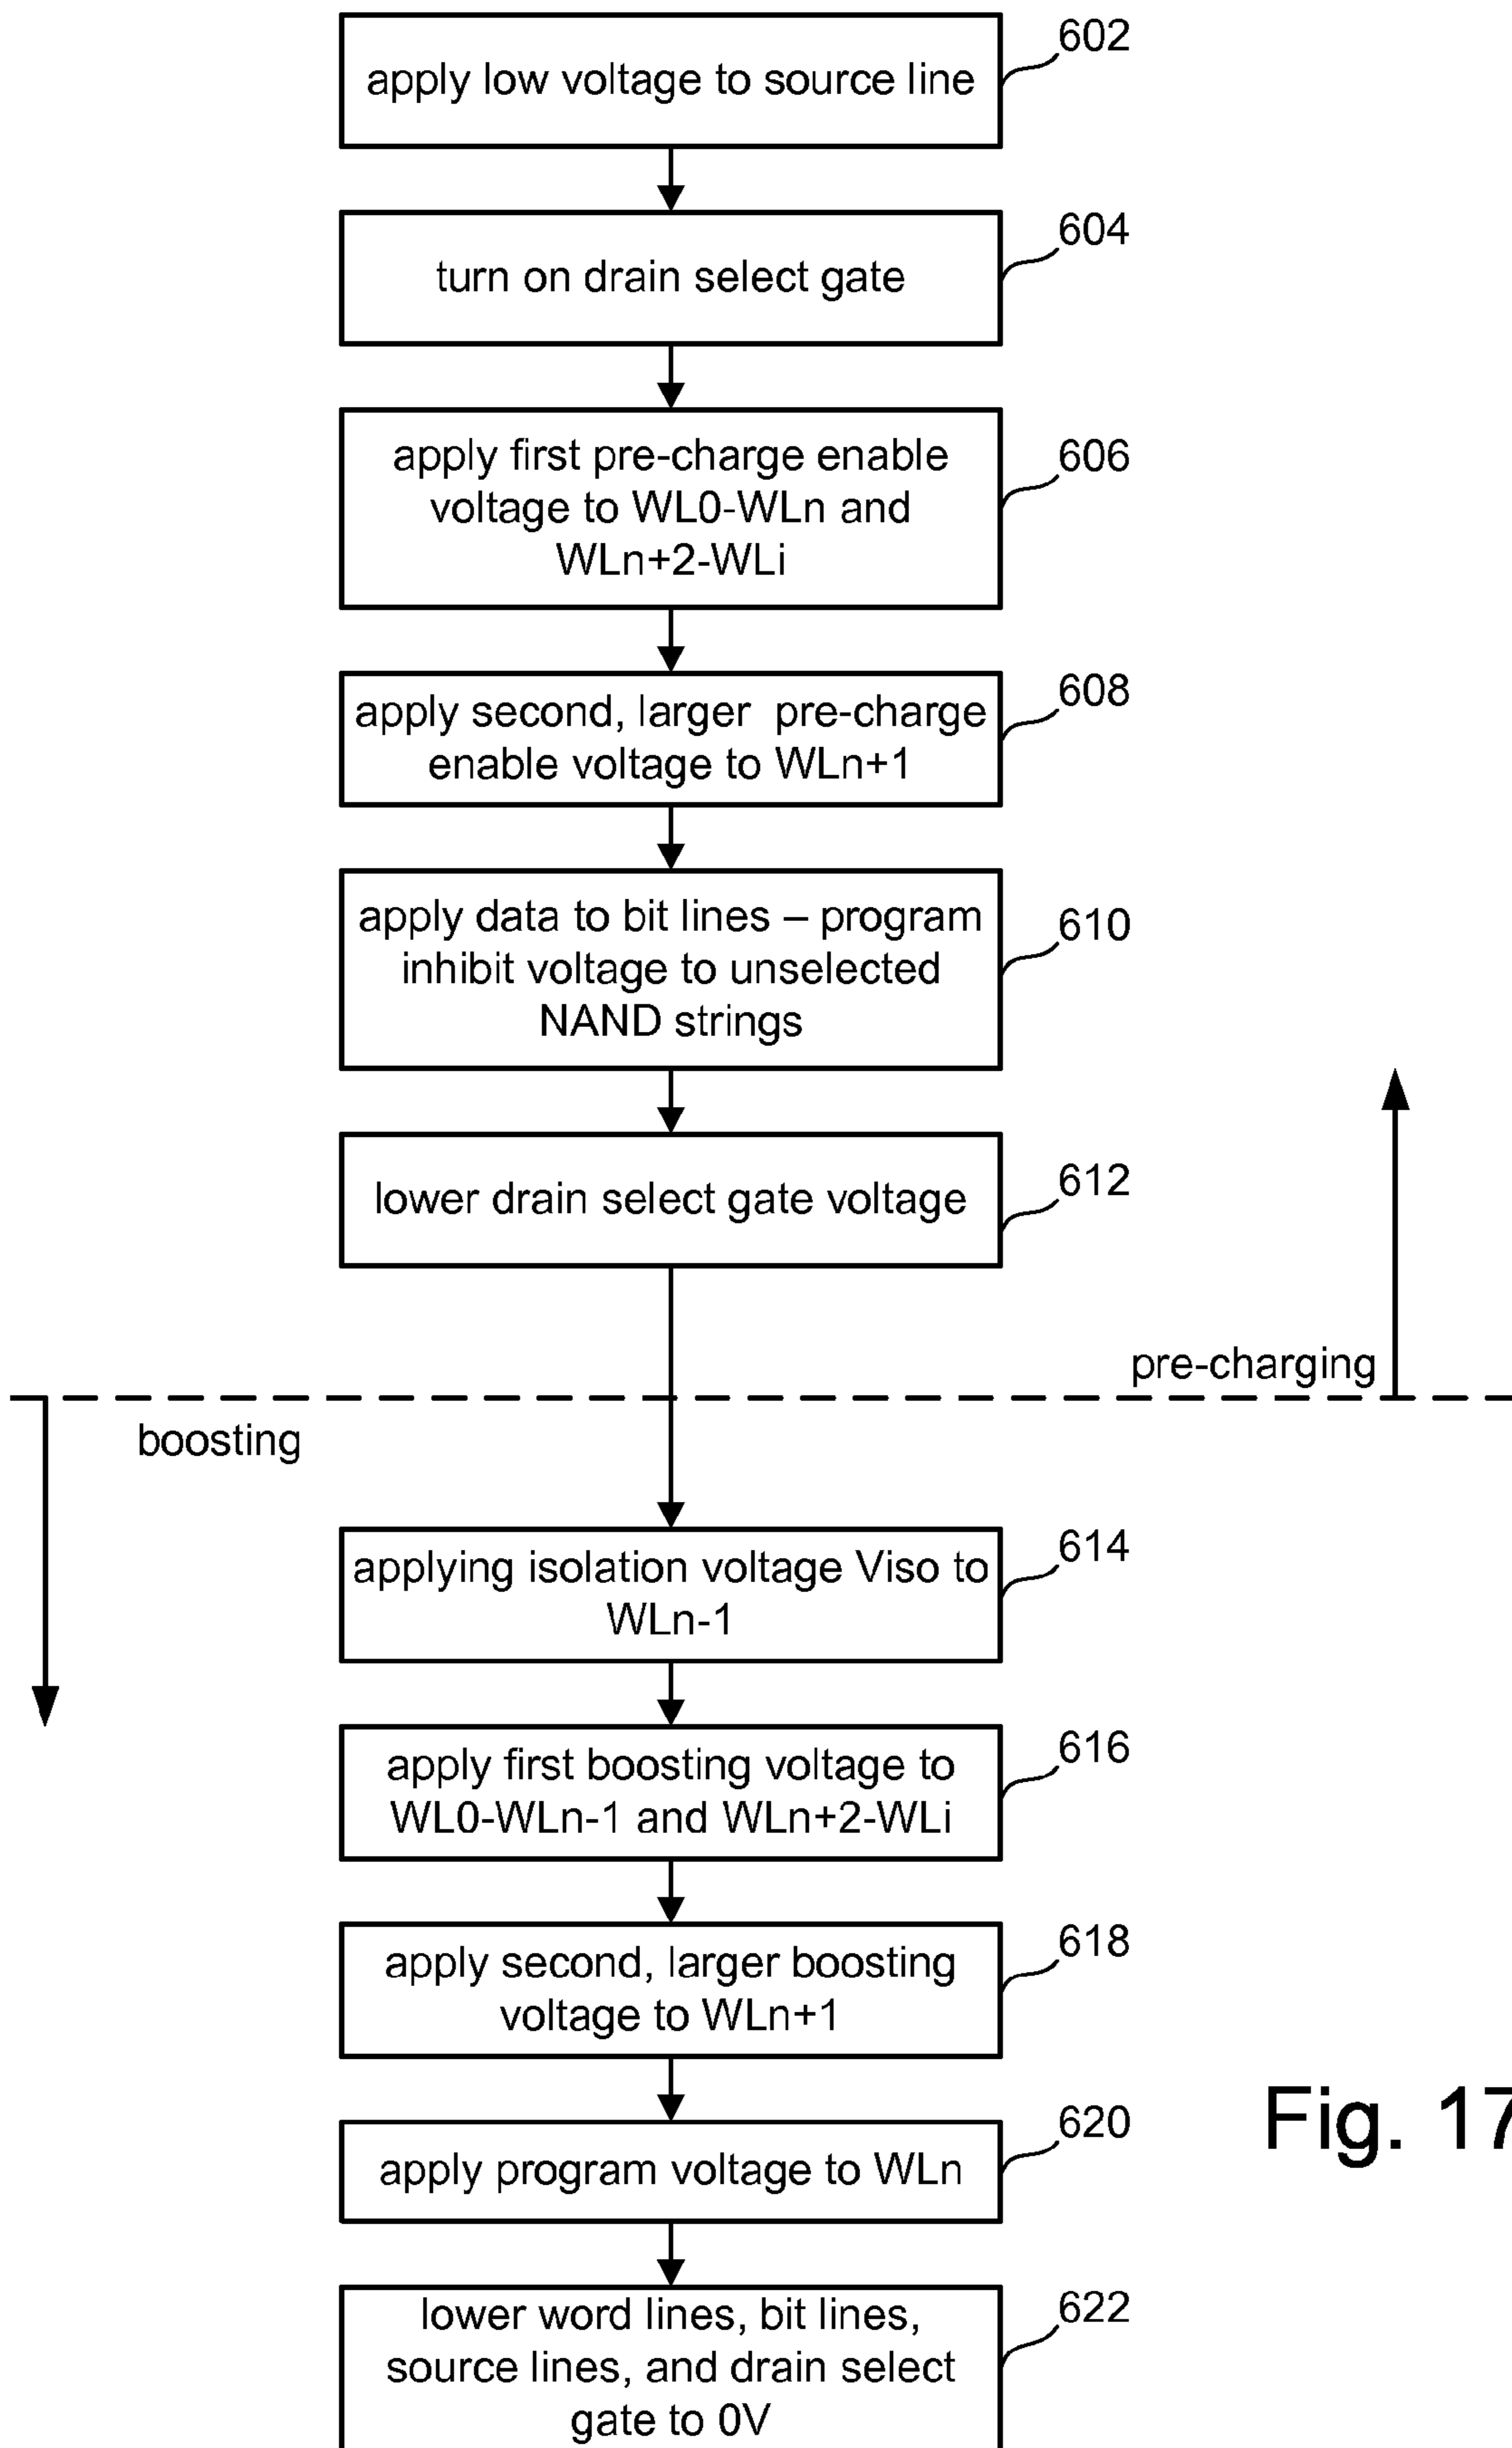 apply low voltage to source line
602
turn on drain select gate
604
apply first pre-charge enable
voltage to WL0-WLn and
WLn+2-WLi
606
apply second, larger pre-charge
enable voltage to WLn+1
608
apply data to bit lines – program
inhibit voltage to unselected
NAND strings
610
lower drain select gate voltage
612
pre-charging
boosting
applying isolation voltage Viso to
WLn-1
614
apply first boosting voltage to
WL0-WLn-1 and WLn+2-WLi
616
apply second, larger boosting
voltage to WLn+1
618
apply program voltage to WLn
620
Fig. 17
lower word lines, bit lines,
source lines, and drain select
gate to 0V
622